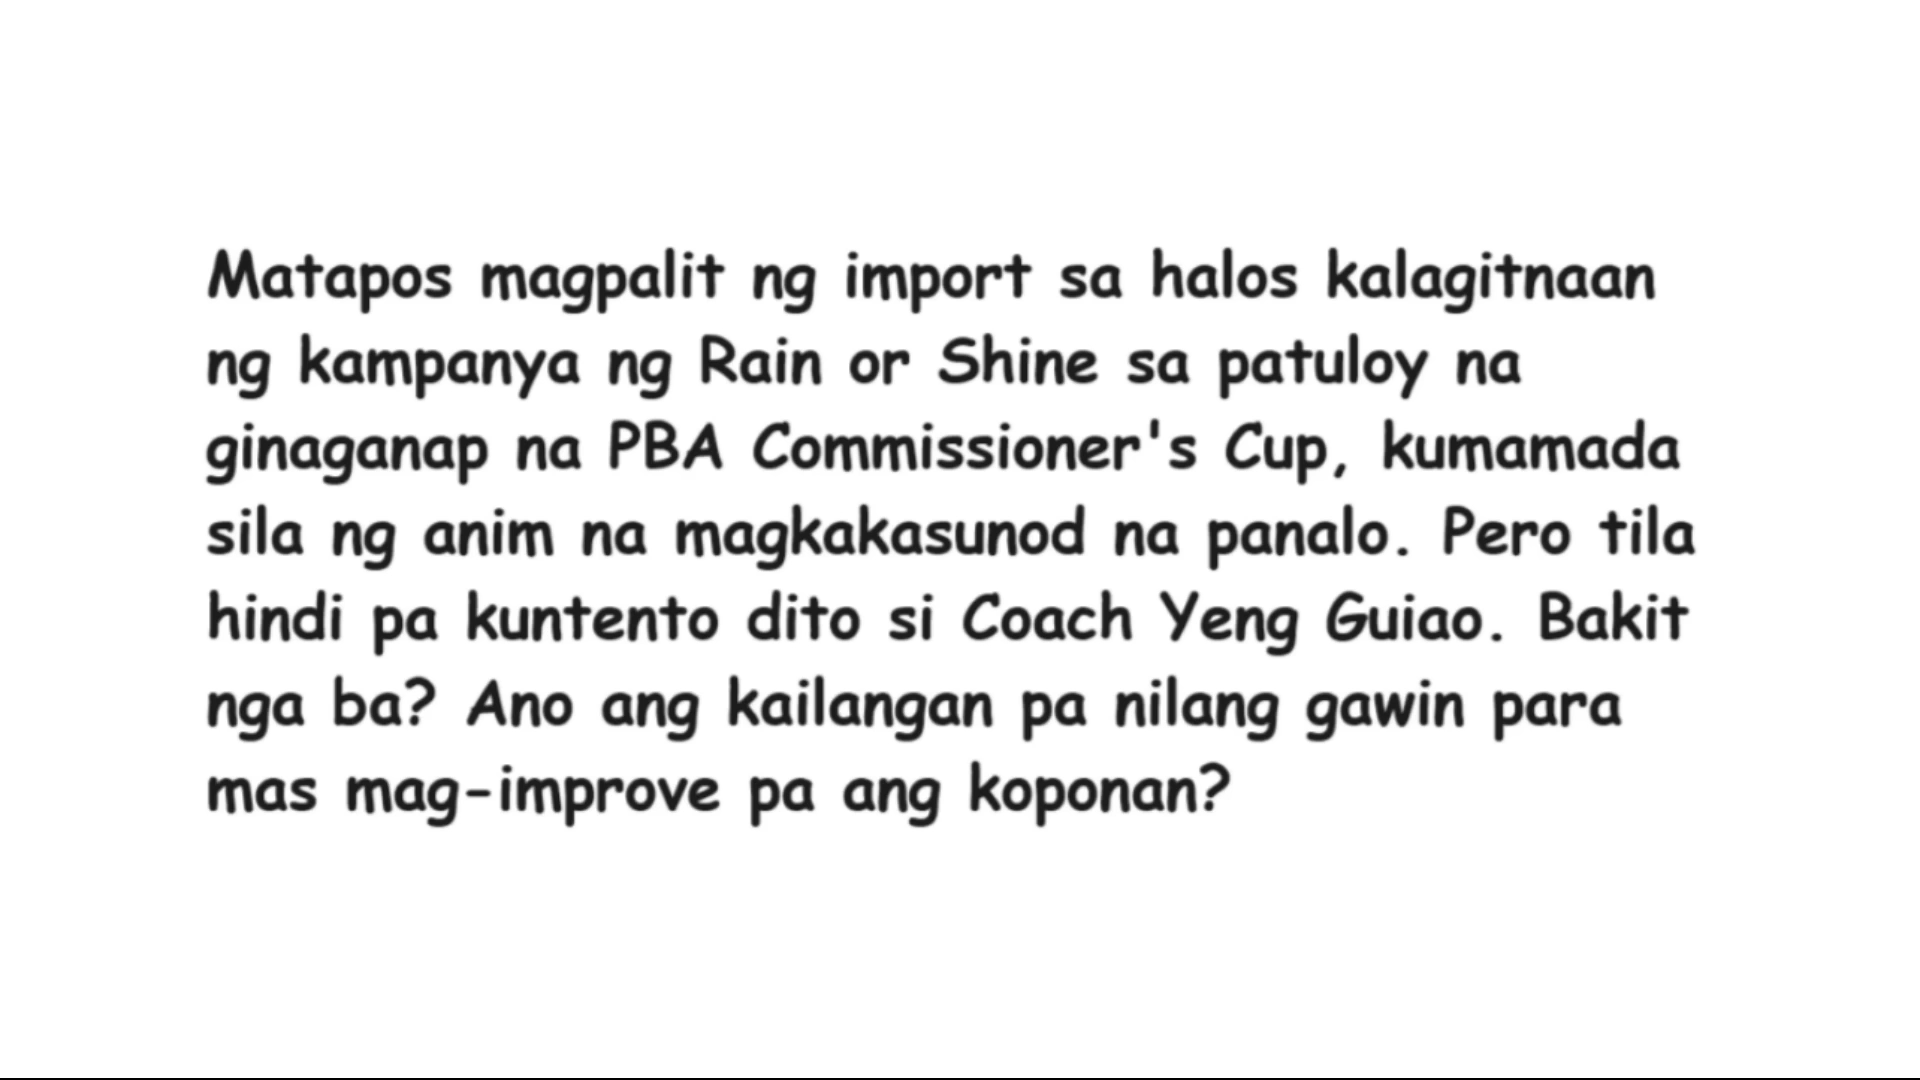 Matapos magpalit ng import sa halos kalagitnaan
ng kampanya ng Rain or Shine sa patuloy na
ginaganap na PBA Commissioner's Cup, kumamada
sila ng anim na magkakasunod na panalo. Pero tila
hindi pa kuntento dito si Coach Yeng Guiao. Bakit
nga ba? Ano ang kailangan pa nilang gawin para
mas mag-improve pa ang koponan?